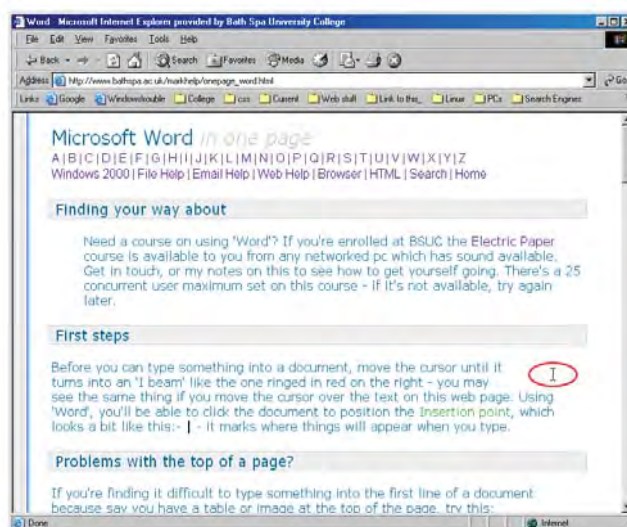 Word - Microsoft Internet Explorer provided by Bath Spa University College
File Edit View Favorites Tools Help
Back Search Favorites Media
Address http://www.bathspa.ac.uk/markhelp/onepage_word.html Go
Links Google Windowstrouble College css Current Web stuff Link to this_ Linux PCs Search Engines
Microsoft Word in one page
A|B|C|D|E|F|G|H|I|J|K|L|M|N|O|P|Q|R|S|T|U|V|W|X|Y|Z
Windows 2000 | File Help | Email Help | Web Help | Browser | HTML | Search | Home
Finding your way about
Need a course on using 'Word'? If you're enrolled at BSUC the Electric Paper
course is available to you from any networked pc which has sound available.
Get in touch, or my notes on this to see how to get yourself going. There's a 25
concurrent user maximum set on this course - if it's not available, try again
later.
First steps
Before you can type something into a document, move the cursor until it
turns into an 'I beam' like the one ringed in red on the right - you may
see the same thing if you move the cursor over the text on this web page. Using
'Word', you'll be able to click the document to position the Insertion point, which
looks a bit like this:- | - it marks where things will appear when you type.
Problems with the top of a page?
If you're finding it difficult to type something into the first line of a document:
because say you have a table or image at the top of the page, try this:
Done Internet